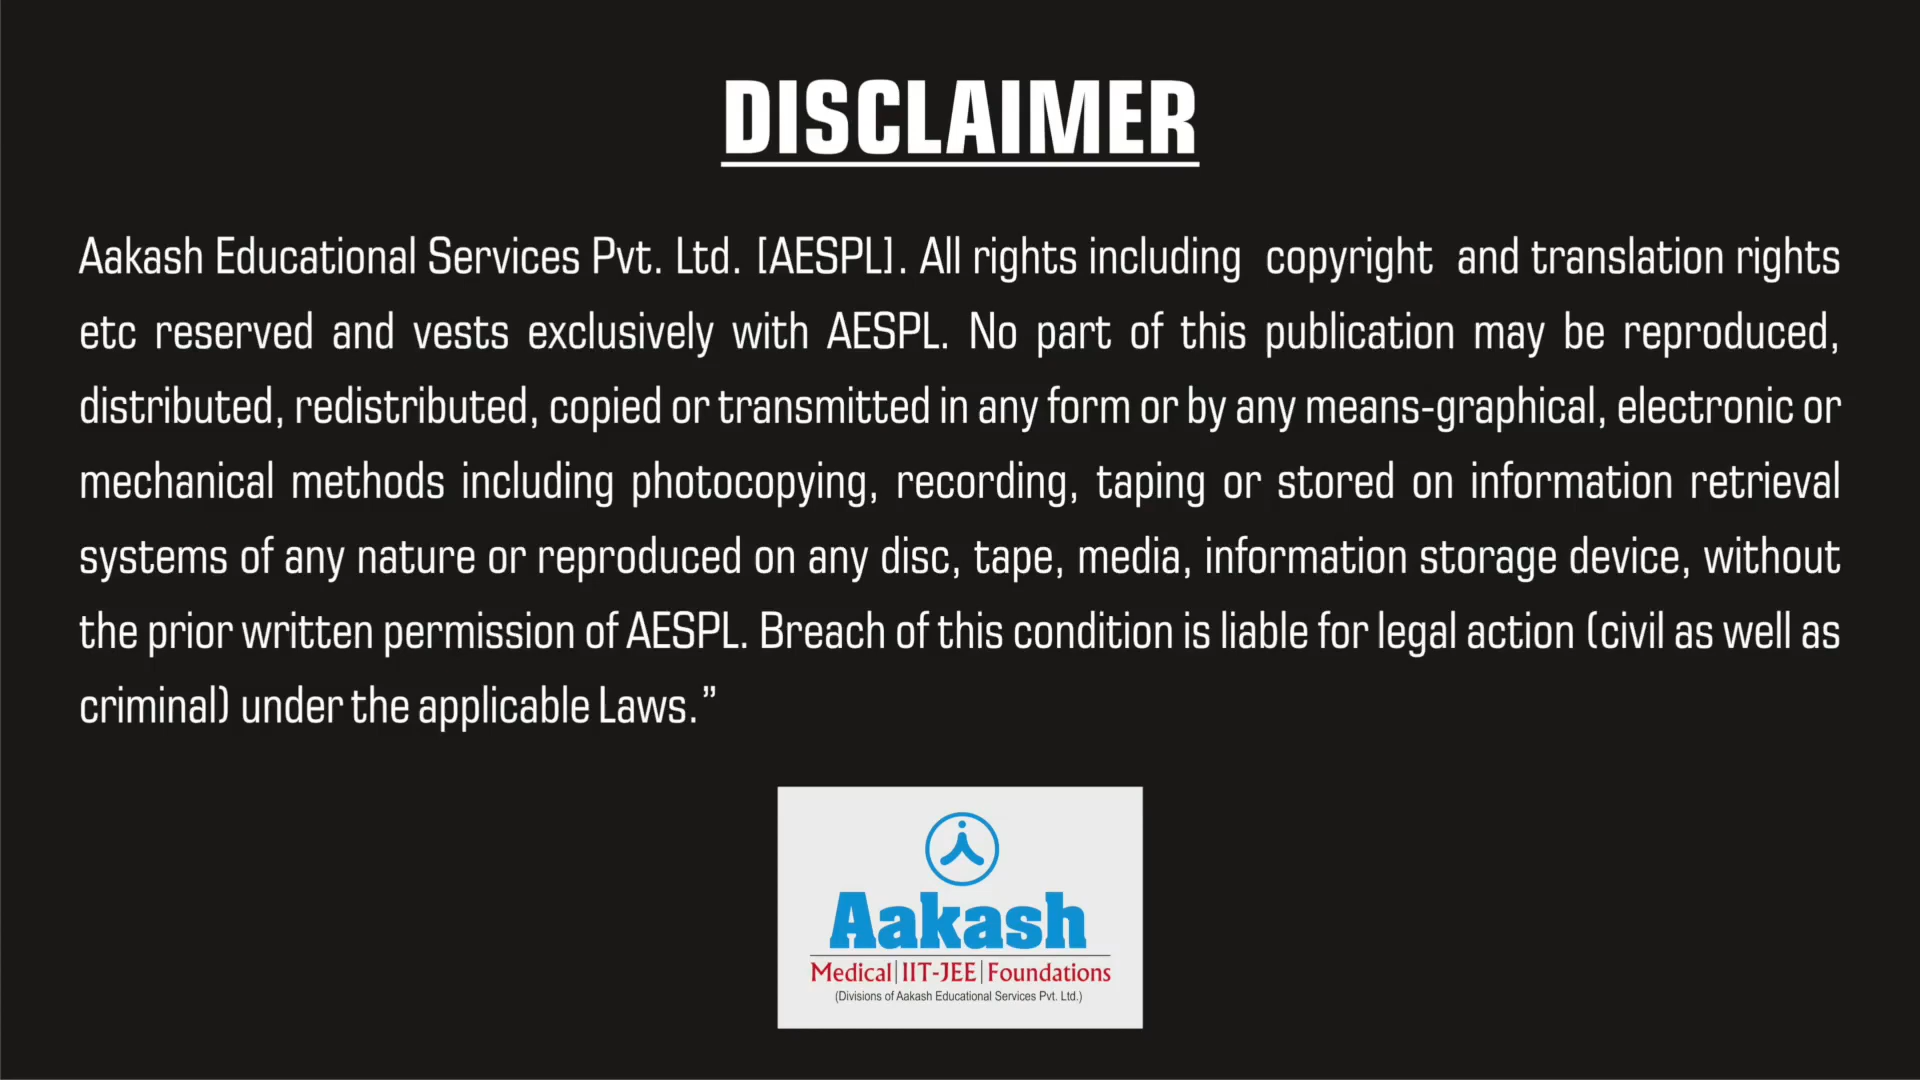 DISCLAIMER
Aakash Educational Services Pvt. Ltd. [AESPL]. All rights including copyright and translation rights
etc reserved and vests exclusively with AESPL. No part of this publication may be reproduced,
distributed, redistributed, copied or transmitted in any form or by any means-graphical, electronic or
mechanical methods including photocopying, recording, taping or stored on information retrieval
systems of any nature or reproduced on any disc, tape, media, information storage device, without
the prior written permission of AESPL. Breach of this condition is liable for legal action (civil as well as
criminal) under the applicable Laws.”
Aakash
Medical|IIT-JEE|Foundations
(Divisions of Aakash Educational Services Pvt. Ltd.)